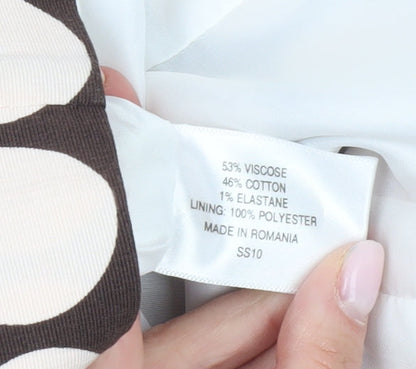 53% VISCOSE
46% COTTON
1% ELASTANE
LINING: 100% POLYESTER
MADE IN ROMANIA
SS10